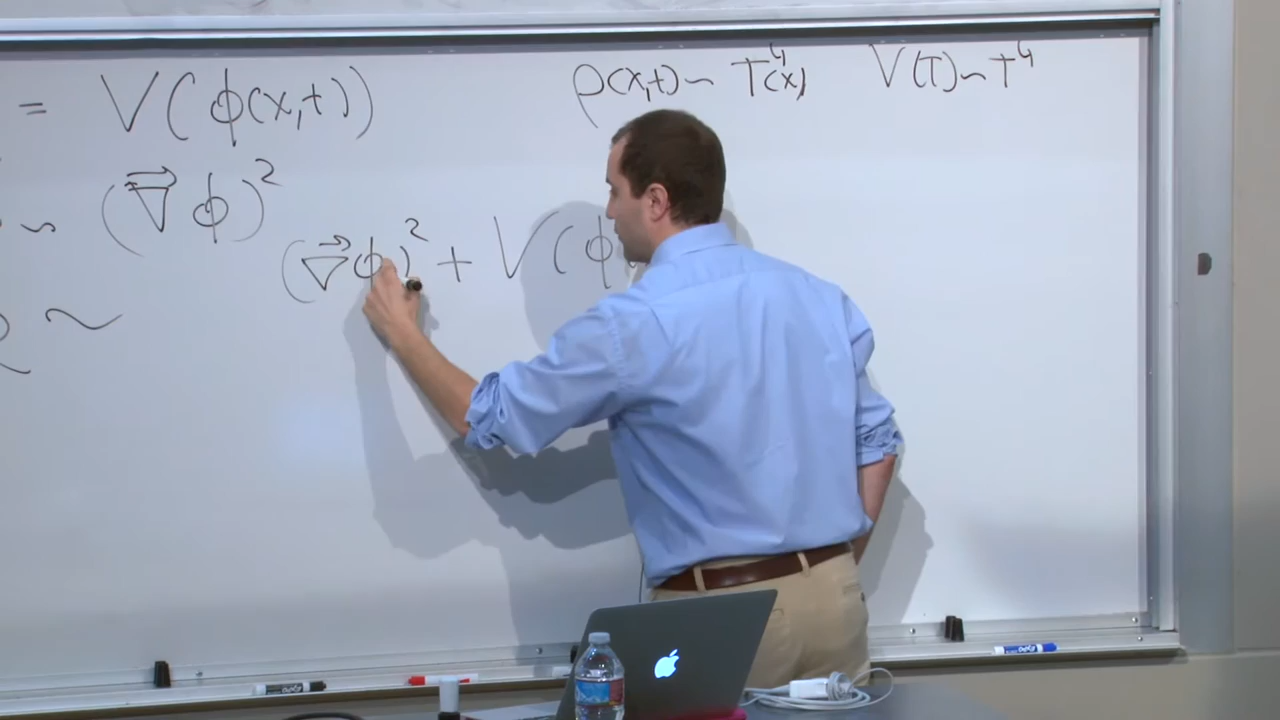 = V(ϕ(x,t))
ρ(x,t) ~ T⁴(x)
V(T) ~ T⁴
~ (∇⃗ϕ)²
(∇⃗ϕ)² + V(ϕ
~